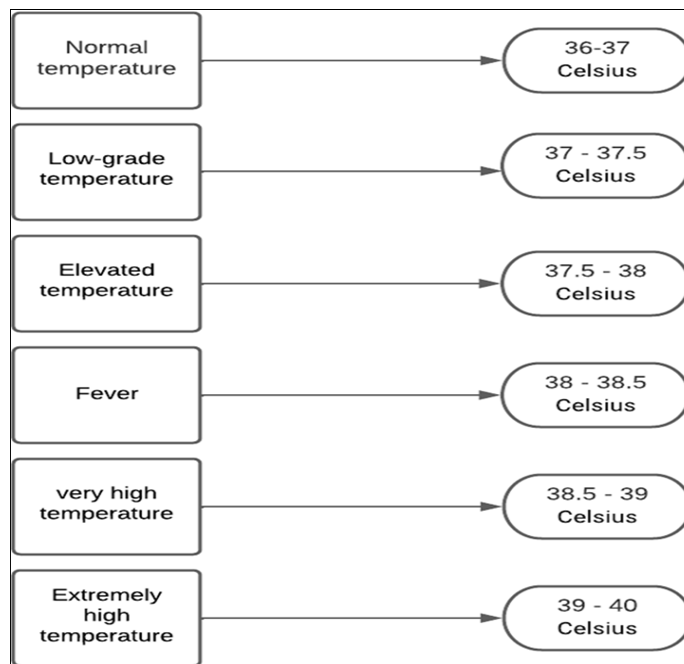 Normal
temperature
36-37
Celsius
Low-grade
temperature
37 - 37.5
Celsius
Elevated
temperature
37.5 - 38
Celsius
Fever
38 - 38.5
Celsius
very high
temperature
38.5 - 39
Celsius
Extremely
high
temperature
39 - 40
Celsius